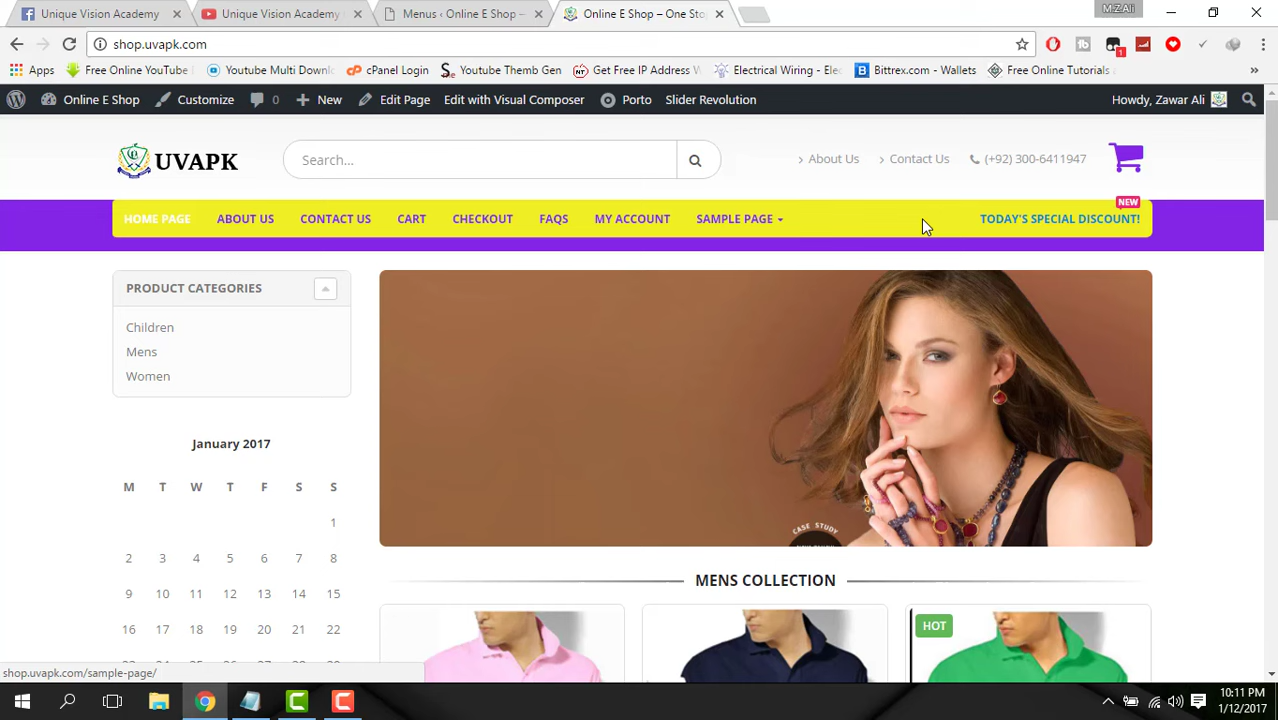 Unique Vision Academy
Unique Vision Academy
Menus ‹ Online E Shop –
Online E Shop – One Sto
M.Z.Ali
shop.uvapk.com
1
Apps
Free Online YouTube
Youtube Multi Downl
cPanel Login
Youtube Themb Gen
Get Free IP Address
Electrical Wiring - Elec
Bittrex.com - Wallets
Free Online Tutorials
»
Online E Shop
Customize
0
New
Edit Page
Edit with Visual Composer
Porto
Slider Revolution
Howdy, Zawar Ali
UVAPK
Search...
About Us
Contact Us
(+92) 300-6411947
NEW
HOME PAGE
ABOUT US
CONTACT US
CART
CHECKOUT
FAQS
MY ACCOUNT
SAMPLE PAGE
TODAY'S SPECIAL DISCOUNT!
PRODUCT CATEGORIES
Children
Mens
Women
January 2017
M T W T F S S
1
2 3 4 5 6 7 8
9 10 11 12 13 14 15
16 17 18 19 20 21 22
CASE STUDY
MENS COLLECTION
HOT
shop.uvapk.com/sample-page/
10:11 PM
1/12/2017